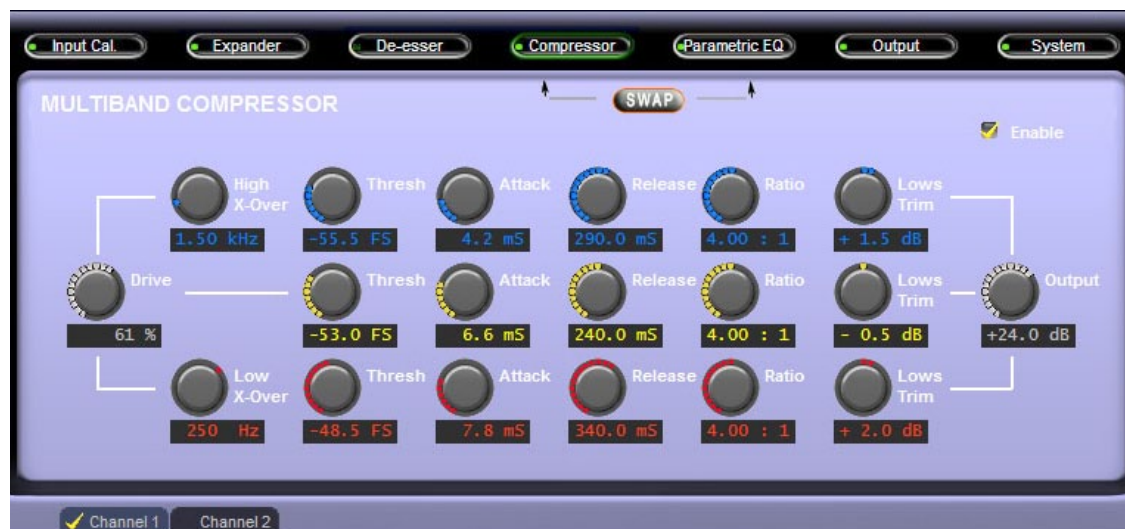 Input Cal. Expander De-esser Compressor Parametric EQ Output System
SWAP
MULTIBAND COMPRESSOR
Enable
High X-Over Thresh Attack Release Ratio Lows Trim
1.50 kHz -55.5 FS 4.2 mS 290.0 mS 4.00 : 1 + 1.5 dB
Drive Thresh Attack Release Ratio Lows Trim Output
61 % -53.0 FS 6.6 mS 240.0 mS 4.00 : 1 - 0.5 dB +24.0 dB
Low X-Over Thresh Attack Release Ratio Lows Trim
250 Hz -48.5 FS 7.8 mS 340.0 mS 4.00 : 1 + 2.0 dB
Channel 1 Channel 2